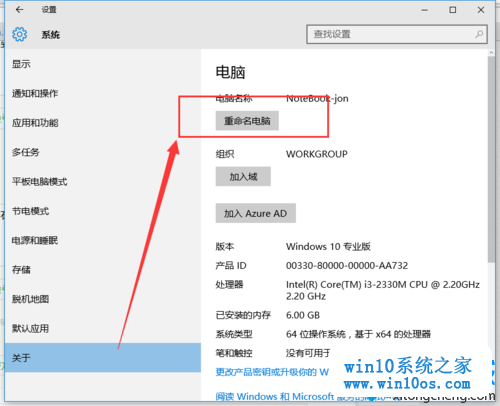 设置
系统
查找设置
显示
通知和操作
应用和功能
多任务
平板电脑模式
节电模式
电源和睡眠
存储
脱机地图
默认应用
关于
电脑
电脑名称 NoteBook-jon
重命名电脑
组织 WORKGROUP
加入域
加入 Azure AD
版本 Windows 10 专业版
产品 ID 00330-80000-00000-AA732
处理器 Intel(R) Core(TM) i3-2330M CPU @ 2.20GHz
2.20 GHz
已安装的内存 6.00 GB
系统类型 64 位操作系统，基于 x64 的处理器
笔和触控 没有可用于
更改产品密钥或升级你的 W
阅读 Windows 和 Microsoft
win10系统之家
www.win10os.com